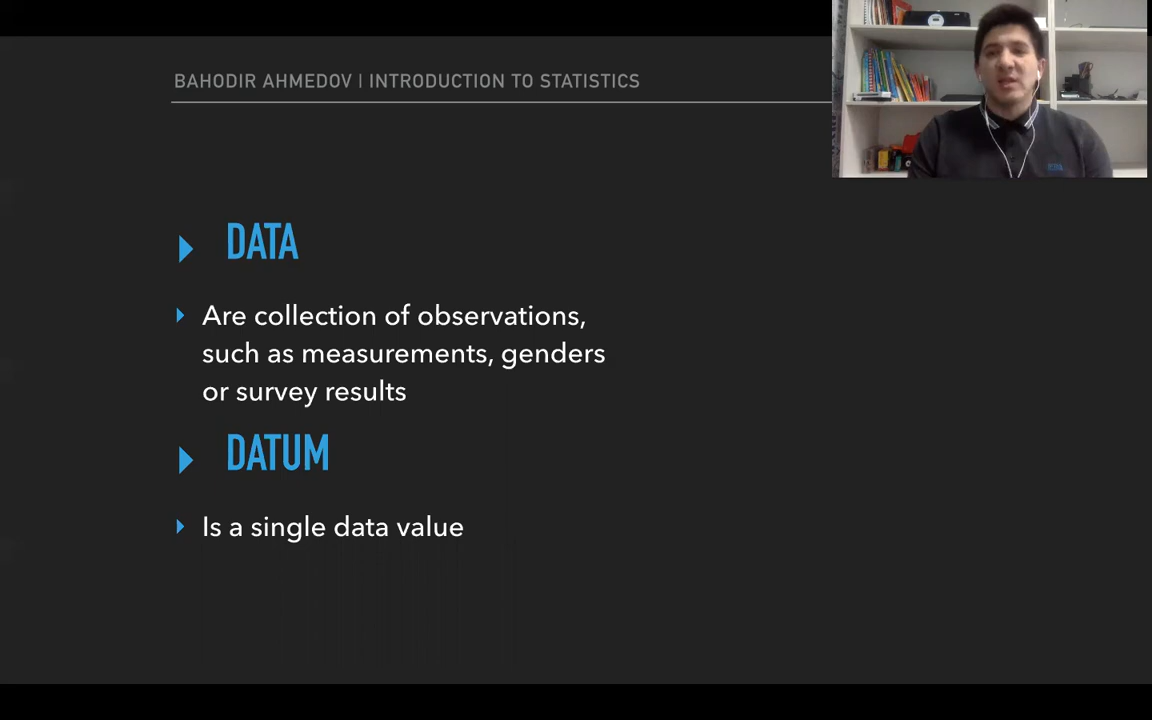 BAHODIR AHMEDOV | INTRODUCTION TO STATISTICS
DATA
Are collection of observations,
such as measurements, genders
or survey results
DATUM
Is a single data value